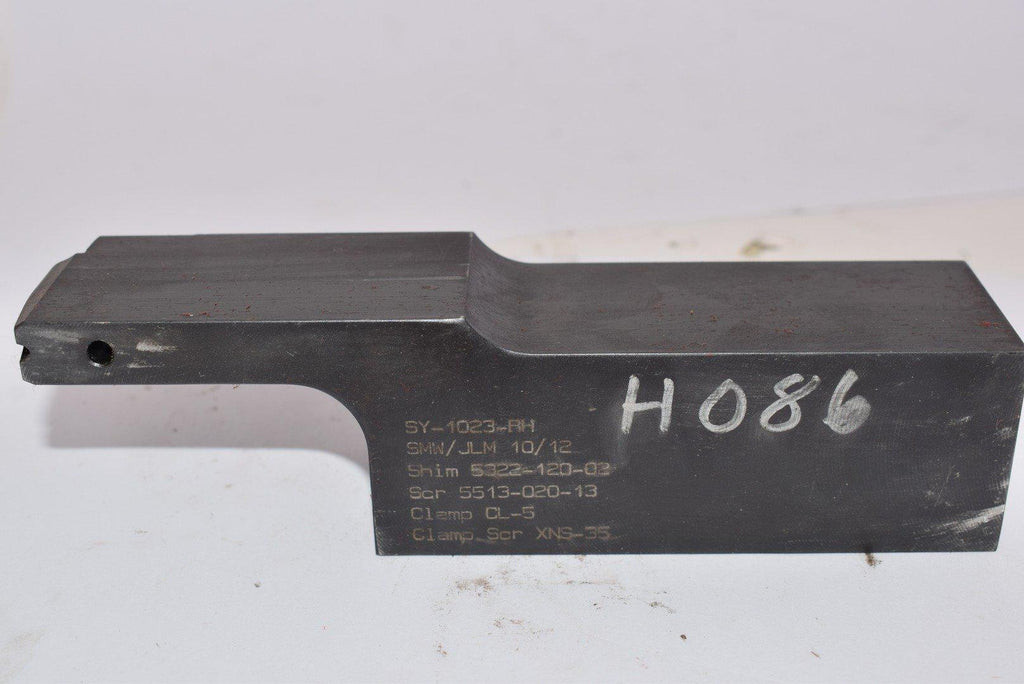 SY-1023-RH
SMW/JLM 10/12
Shim 5322-120-03
Scr 5513-020-13
Clamp CL-5
Clamp Scr XNS-35
H086